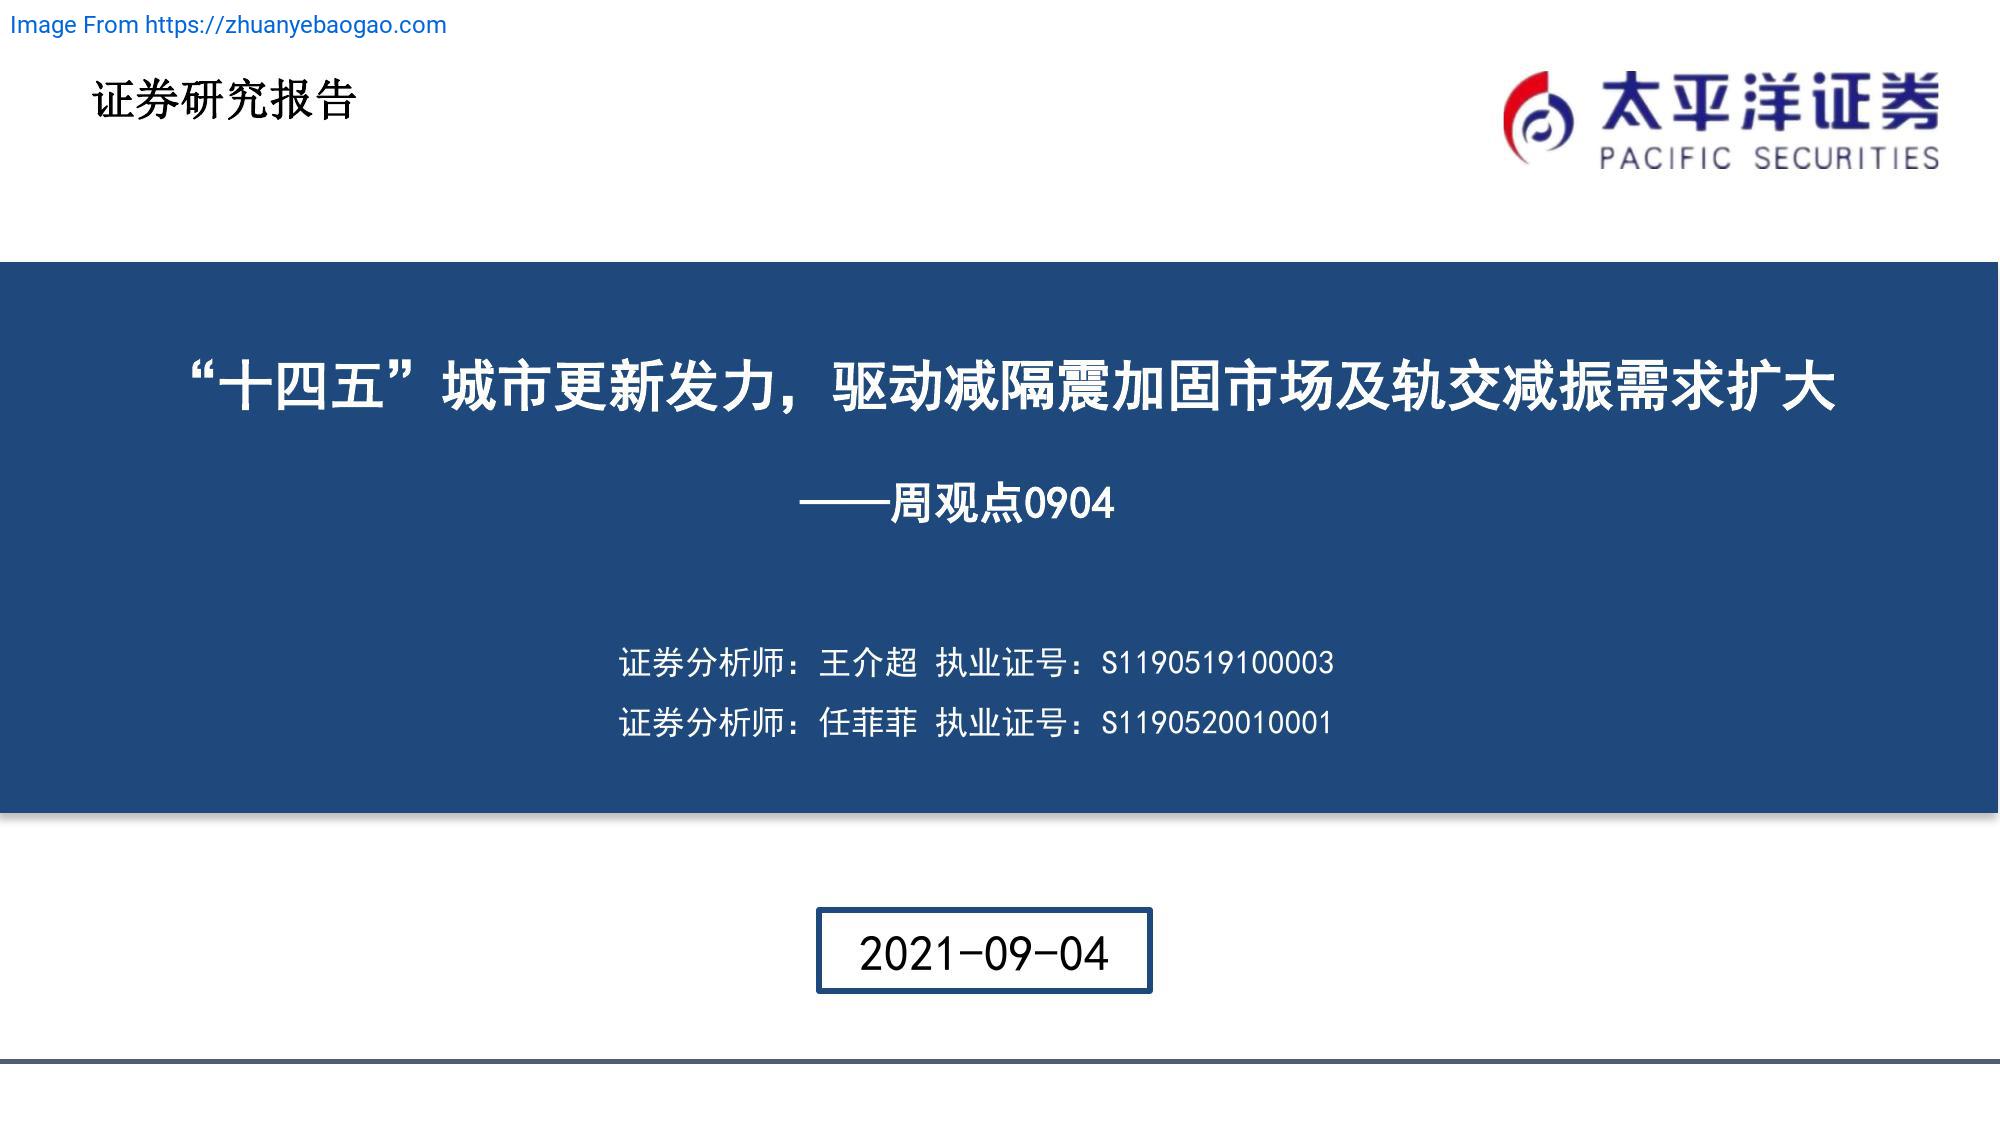 Image From https://zhuanyebaogao.com
证券研究报告
太平洋证券
PACIFIC SECURITIES
“十四五”城市更新发力，驱动减隔震加固市场及轨交减振需求扩大
——周观点0904
证券分析师：王介超 执业证号：S1190519100003
证券分析师：任菲菲 执业证号：S1190520010001
2021-09-04